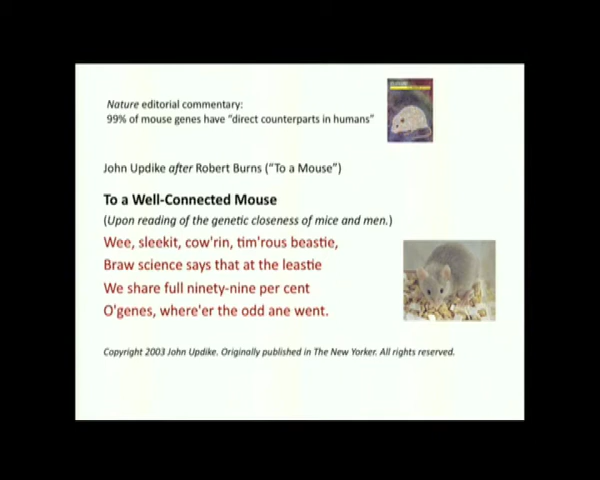 Nature editorial commentary:
99% of mouse genes have “direct counterparts in humans”
John Updike after Robert Burns (“To a Mouse”)
To a Well-Connected Mouse
(Upon reading of the genetic closeness of mice and men.)
Wee, sleekit, cow'rin, tim'rous beastie,
Braw science says that at the leastie
We share full ninety-nine per cent
O'genes, where'er the odd ane went.
Copyright 2003 John Updike. Originally published in The New Yorker. All rights reserved.